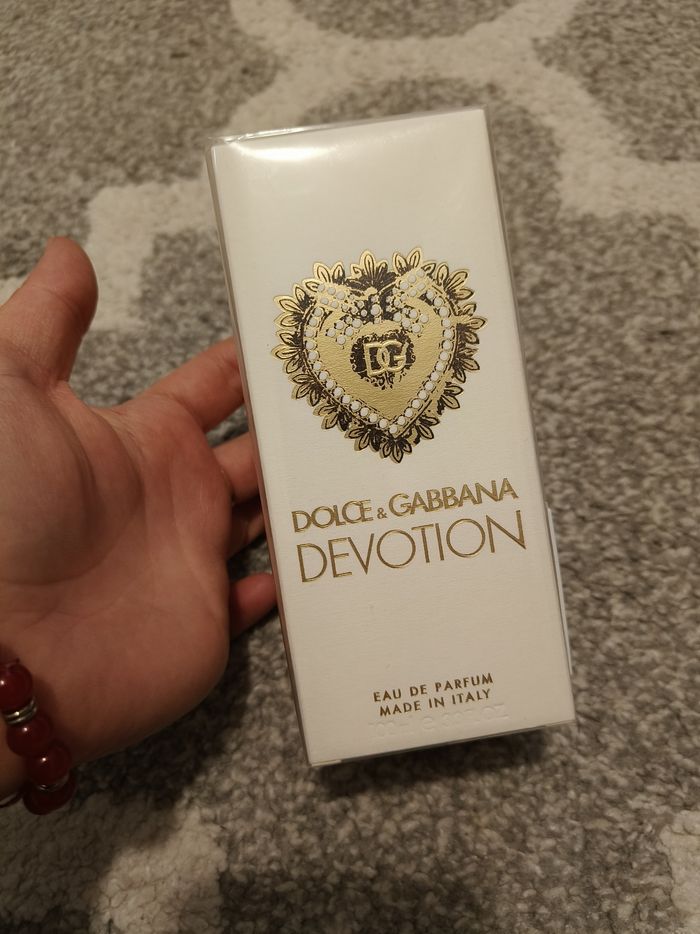 DG
DOLCE & GABBANA
DEVOTION
EAU DE PARFUM
MADE IN ITALY